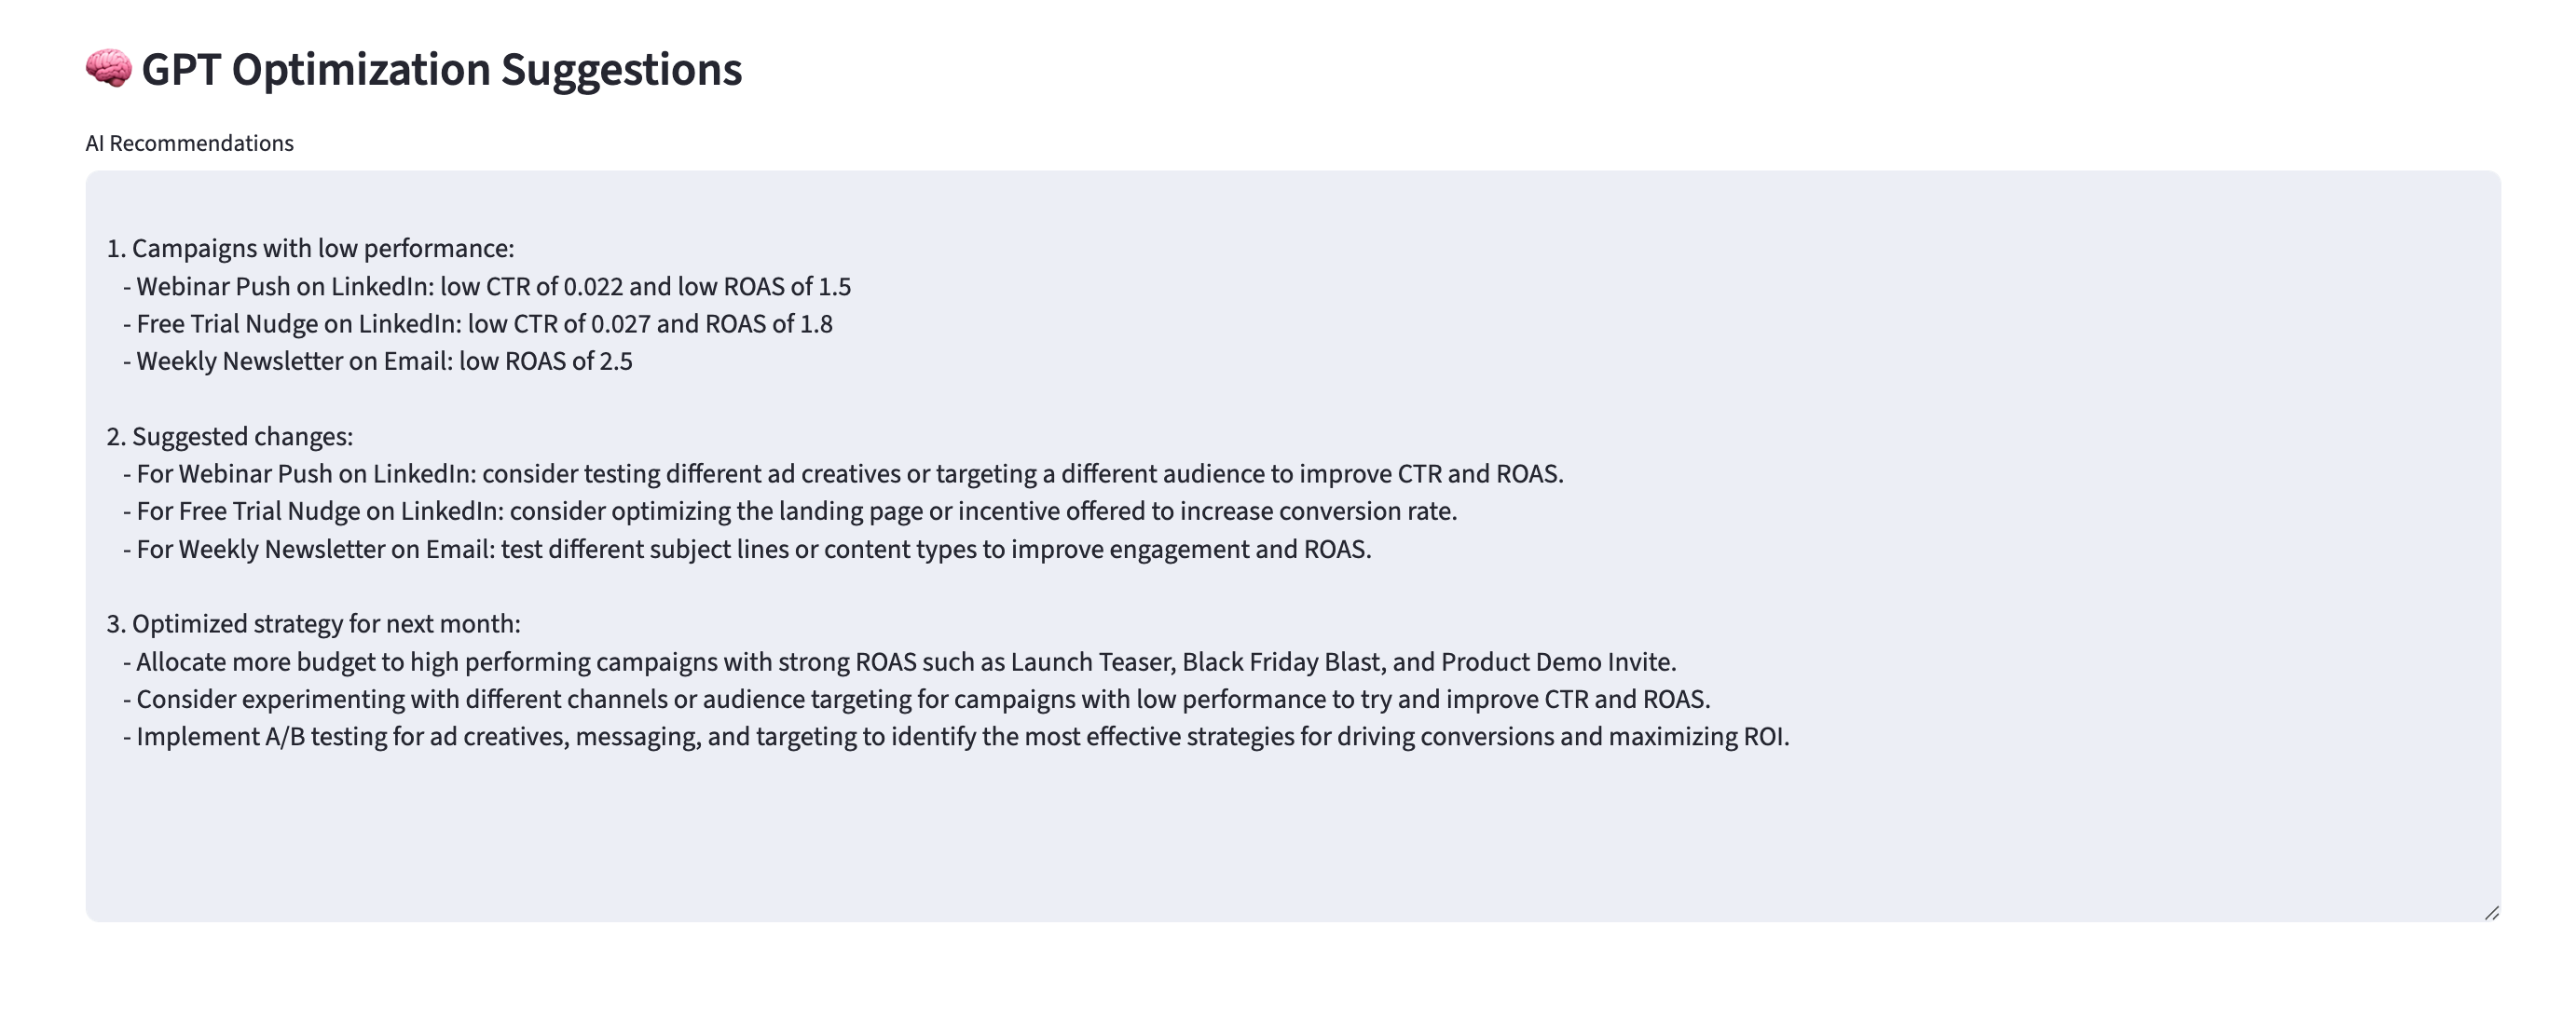 🧠 GPT Optimization Suggestions
AI Recommendations
1. Campaigns with low performance:
- Webinar Push on LinkedIn: low CTR of 0.022 and low ROAS of 1.5
- Free Trial Nudge on LinkedIn: low CTR of 0.027 and ROAS of 1.8
- Weekly Newsletter on Email: low ROAS of 2.5
2. Suggested changes:
- For Webinar Push on LinkedIn: consider testing different ad creatives or targeting a different audience to improve CTR and ROAS.
- For Free Trial Nudge on LinkedIn: consider optimizing the landing page or incentive offered to increase conversion rate.
- For Weekly Newsletter on Email: test different subject lines or content types to improve engagement and ROAS.
3. Optimized strategy for next month:
- Allocate more budget to high performing campaigns with strong ROAS such as Launch Teaser, Black Friday Blast, and Product Demo Invite.
- Consider experimenting with different channels or audience targeting for campaigns with low performance to try and improve CTR and ROAS.
- Implement A/B testing for ad creatives, messaging, and targeting to identify the most effective strategies for driving conversions and maximizing ROI.